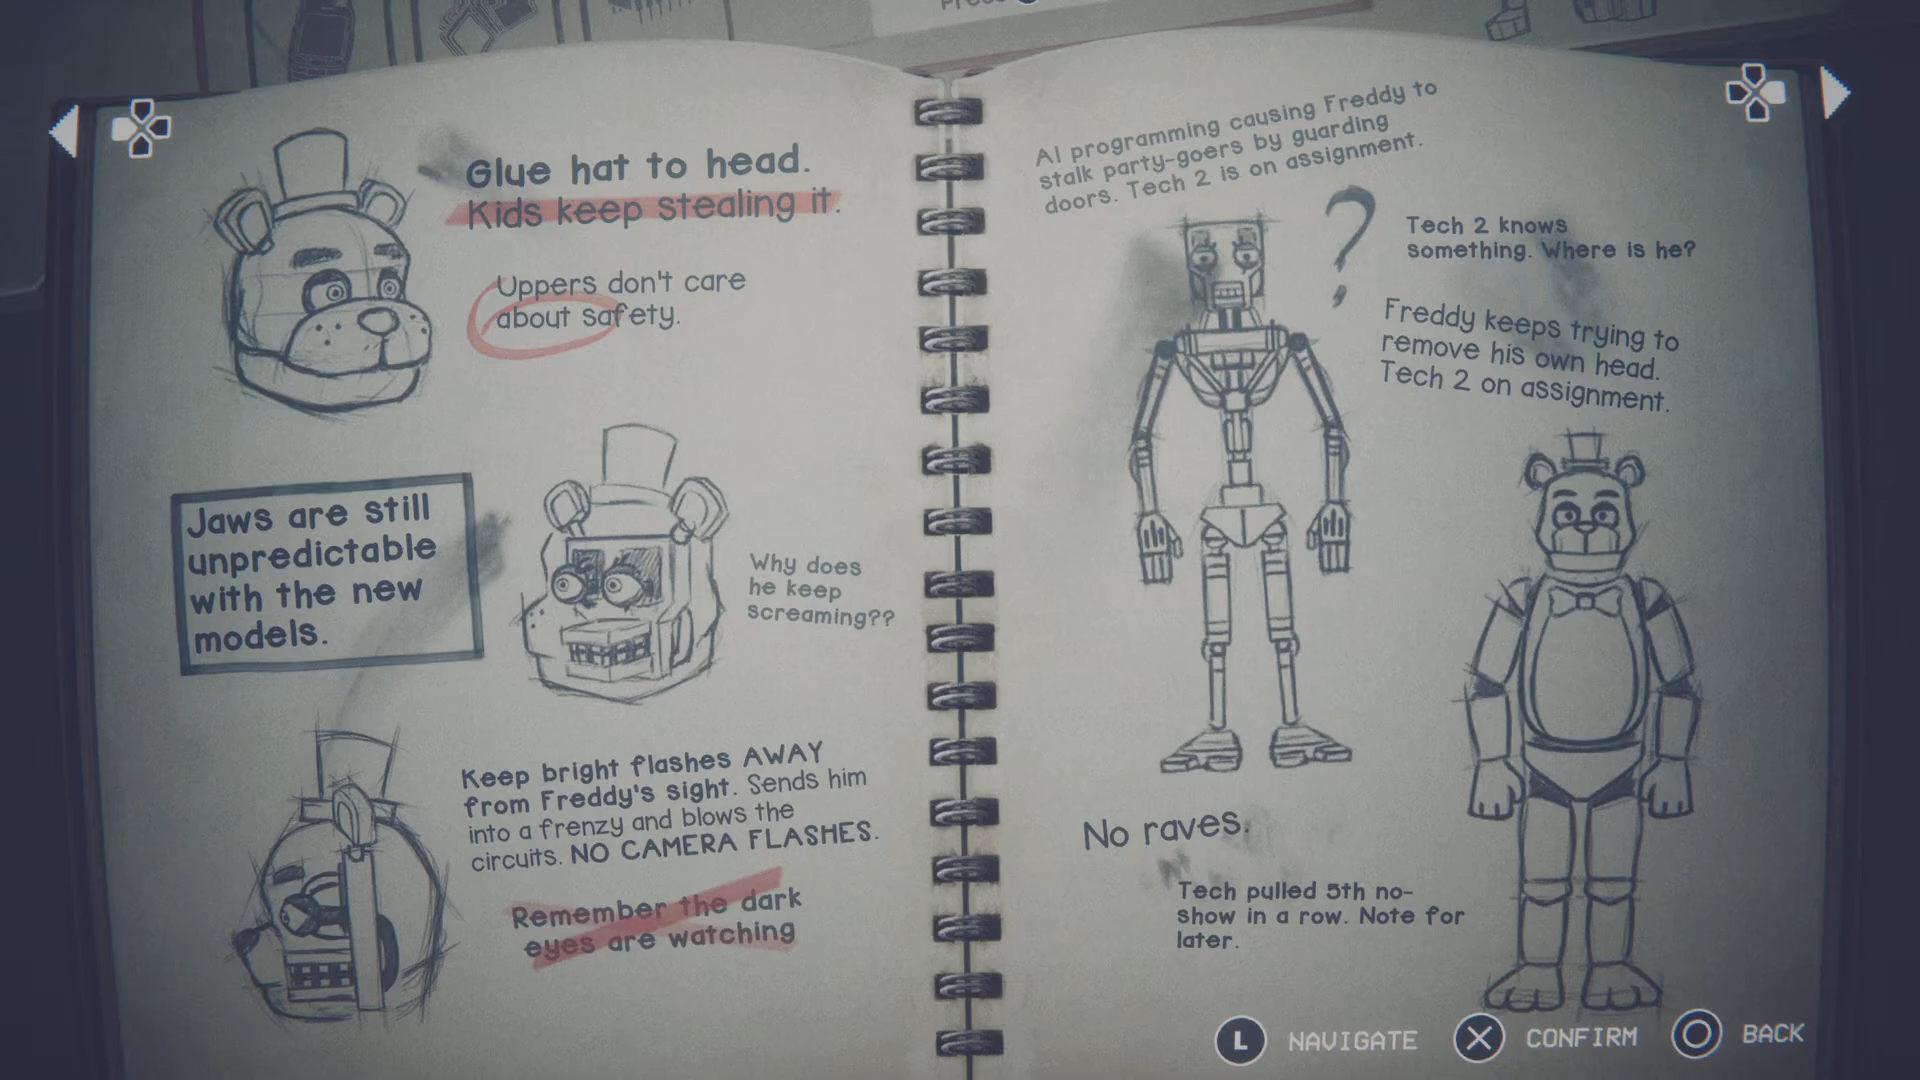 Glue hat to head.
Kids keep stealing it.
Uppers don't care
about safety.
Jaws are still
unpredictable
with the new
models.
Why does
he keep
screaming??
Keep bright flashes AWAY
from Freddy's sight. Sends him
into a frenzy and blows the
circuits. NO CAMERA FLASHES.
Remember the dark
eyes are watching
AI programming causing Freddy to
stalk party-goers by guarding
doors. Tech 2 is on assignment.
?
Tech 2 knows
something. Where is he?
Freddy keeps trying to
remove his own head.
Tech 2 on assignment.
No raves.
Tech pulled 5th no-
show in a row. Note for
later.
L NAVIGATE X CONFIRM O BACK